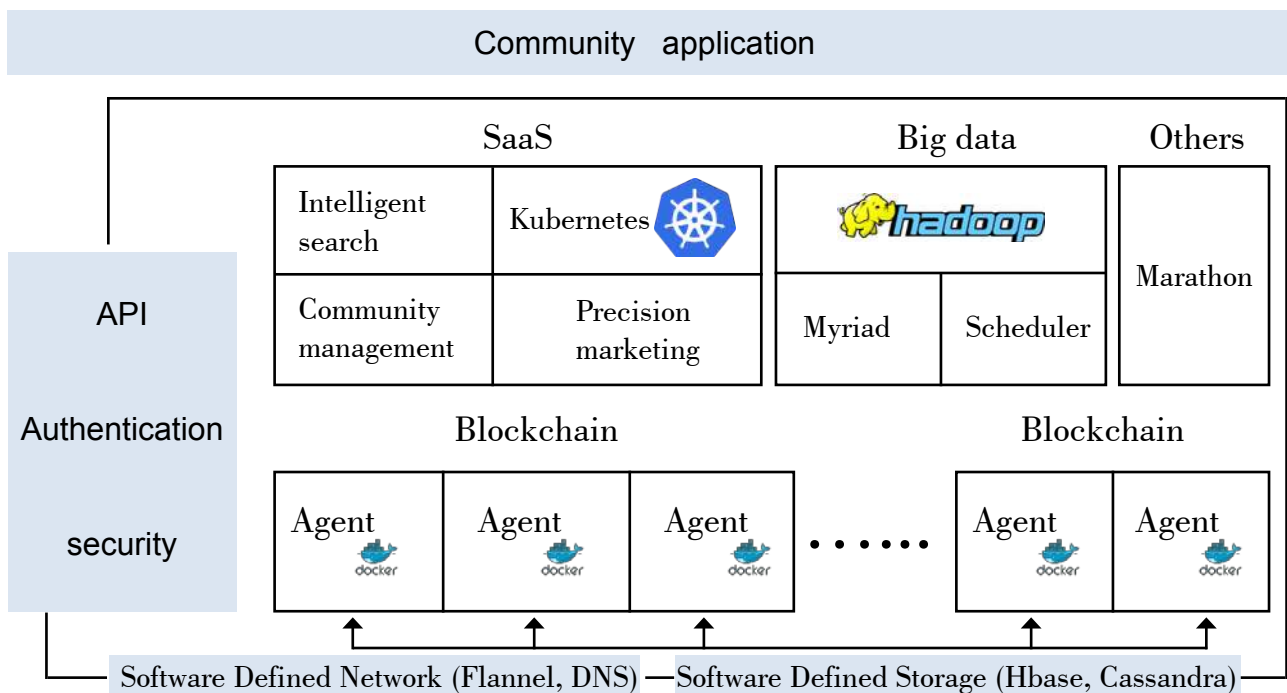 Community application
SaaS
Big data
Others
Intelligent
search
Kubernetes
hadoop
Marathon
Community
management
Precision
marketing
Myriad
Scheduler
API
Authentication
security
Blockchain
Blockchain
Agent
docker
Agent
docker
Agent
docker
Agent
docker
Agent
docker
Software Defined Network (Flannel, DNS)
Software Defined Storage (Hbase, Cassandra)